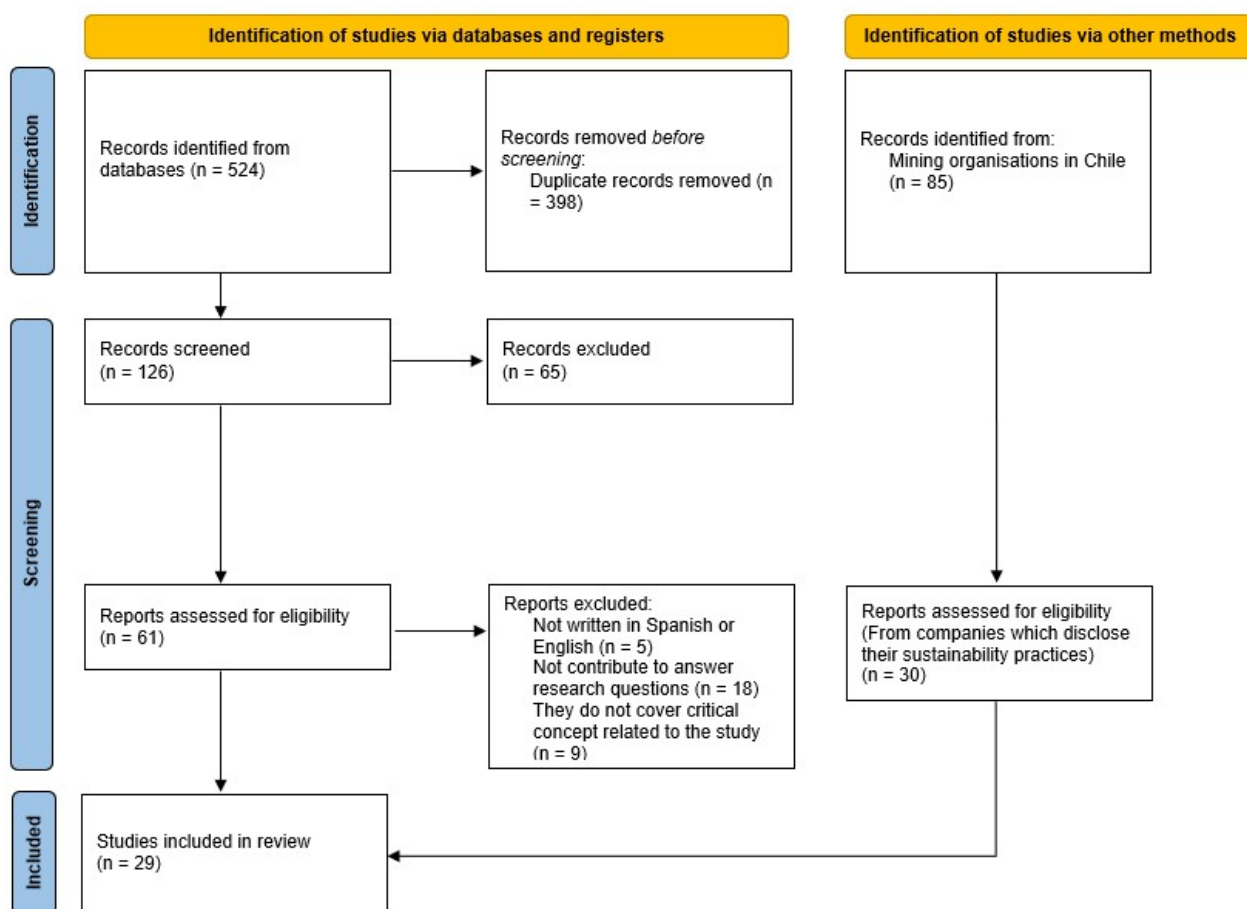 Identification of studies via databases and registers
Identification of studies via other methods
Identification
Records identified from
databases (n = 524)
Records removed before
screening:
Duplicate records removed (n
= 398)
Records identified from:
Mining organisations in Chile
(n = 85)
Screening
Records screened
(n = 126)
Records excluded
(n = 65)
Reports assessed for eligibility
(n = 61)
Reports excluded:
Not written in Spanish or
English (n = 5)
Not contribute to answer
research questions (n = 18)
They do not cover critical
concept related to the study
(n = 9)
Reports assessed for eligibility
(From companies which disclose
their sustainability practices)
(n = 30)
Included
Studies included in review
(n = 29)